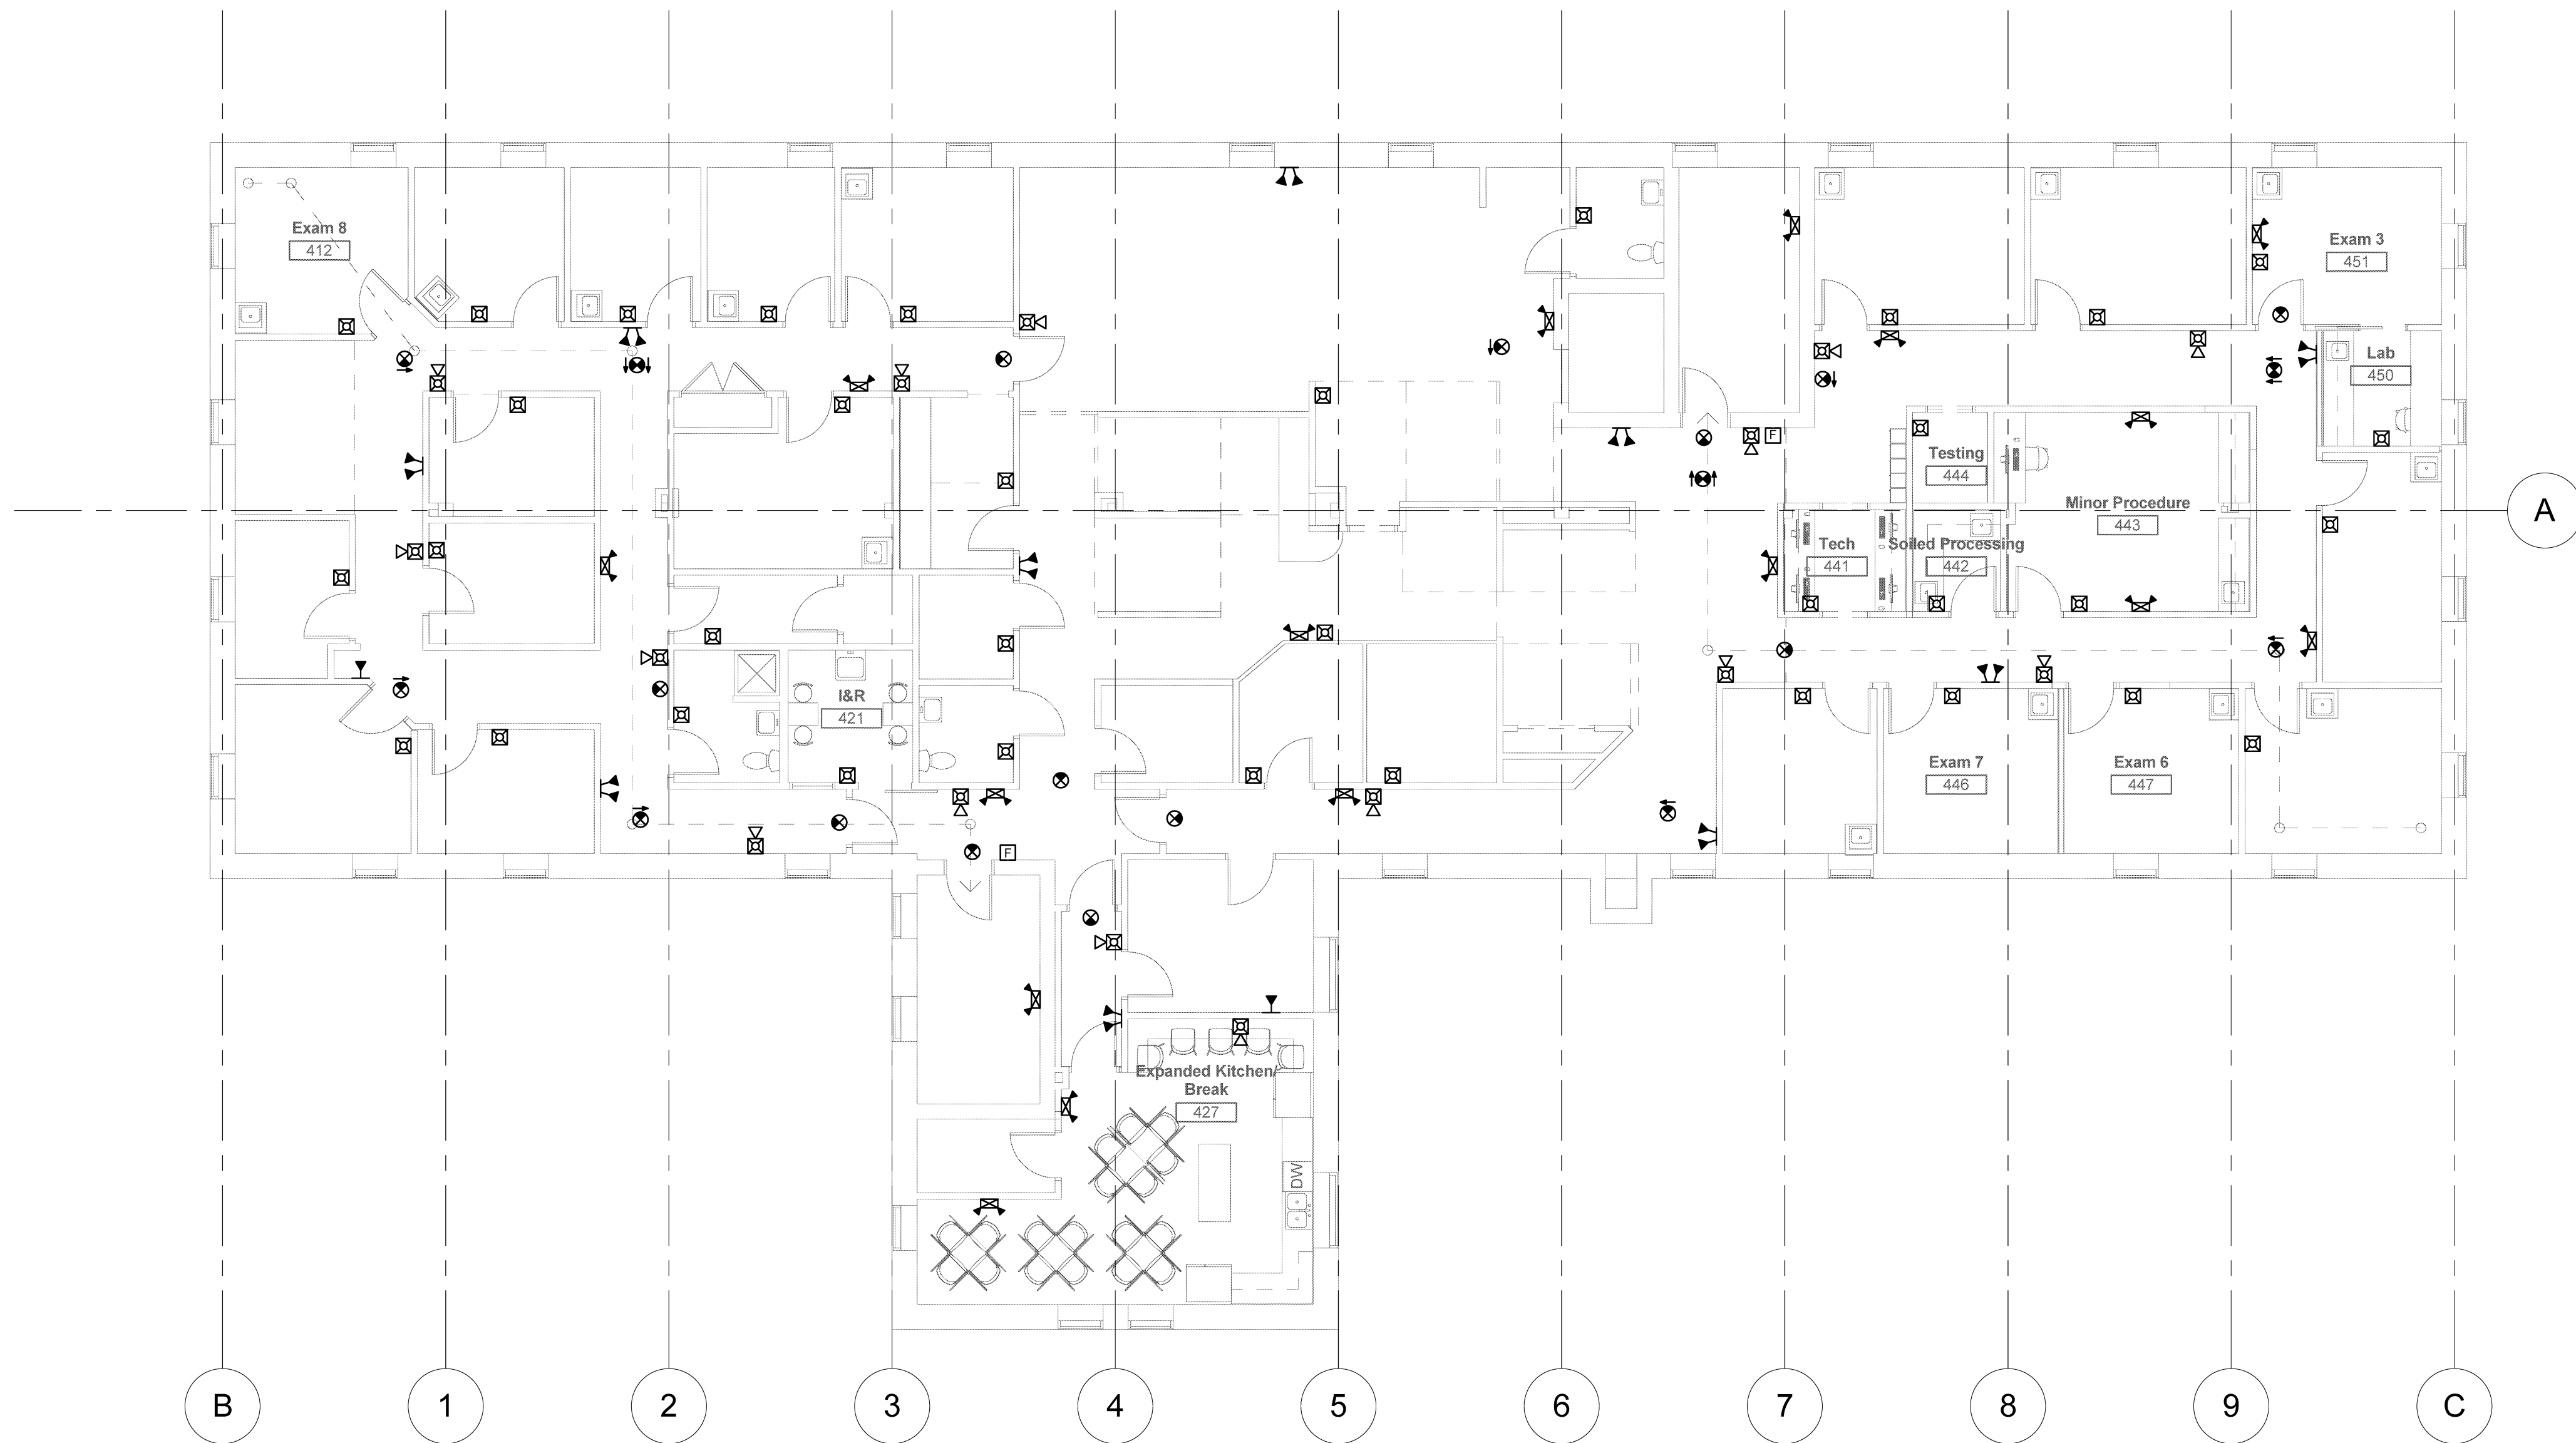 Exam 8
412
Exam 3
451
Lab
450
F
Testing
444
Minor Procedure
443
A
Tech
441
Soiled Processing
442
I&R
421
Exam 7
446
Exam 6
447
F
Expanded Kitchen/
Break
427
DW
B 1 2 3 4 5 6 7 8 9 C